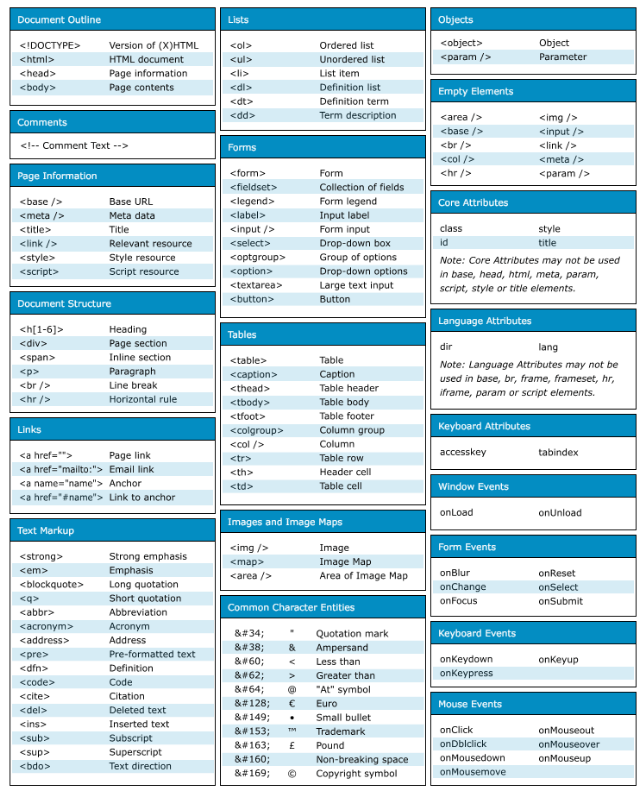 Document Outline
<!DOCTYPE> Version of (X)HTML
<html> HTML document
<head> Page information
<body> Page contents
Comments
<!-- Comment Text -->
Page Information
<base /> Base URL
<meta /> Meta data
<title> Title
<link /> Relevant resource
<style> Style resource
<script> Script resource
Document Structure
<h[1-6]> Heading
<div> Page section
<span> Inline section
<p> Paragraph
<br /> Line break
<hr /> Horizontal rule
Links
<a href=""> Page link
<a href="mailto:"> Email link
<a name="name"> Anchor
<a href="#name"> Link to anchor
Text Markup
<strong> Strong emphasis
<em> Emphasis
<blockquote> Long quotation
<q> Short quotation
<abbr> Abbreviation
<acronym> Acronym
<address> Address
<pre> Pre-formatted text
<dfn> Definition
<code> Code
<cite> Citation
<del> Deleted text
<ins> Inserted text
<sub> Subscript
<sup> Superscript
<bdo> Text direction
Lists
<ol> Ordered list
<ul> Unordered list
<li> List item
<dl> Definition list
<dt> Definition term
<dd> Term description
Forms
<form> Form
<fieldset> Collection of fields
<legend> Form legend
<label> Input label
<input /> Form input
<select> Drop-down box
<optgroup> Group of options
<option> Drop-down options
<textarea> Large text input
<button> Button
Tables
<table> Table
<caption> Caption
<thead> Table header
<tbody> Table body
<tfoot> Table footer
<colgroup> Column group
<col /> Column
<tr> Table row
<th> Header cell
<td> Table cell
Images and Image Maps
<img /> Image
<map> Image Map
<area /> Area of Image Map
Common Character Entities
&#34; " Quotation mark
&#38; & Ampersand
&#60; < Less than
&#62; > Greater than
&#64; @ "At" symbol
&#128; € Euro
&#149; • Small bullet
&#153; ™ Trademark
&#163; £ Pound
&#160; Non-breaking space
&#169; © Copyright symbol
Objects
<object> Object
<param /> Parameter
Empty Elements
<area /> <img />
<base /> <input />
<br /> <link />
<col /> <meta />
<hr /> <param />
Core Attributes
class style
id title
Note: Core Attributes may not be used
in base, head, html, meta, param,
script, style or title elements.
Language Attributes
dir lang
Note: Language Attributes may not be
used in base, br, frame, frameset, hr,
iframe, param or script elements.
Keyboard Attributes
accesskey tabindex
Window Events
onLoad onUnload
Form Events
onBlur onReset
onChange onSelect
onFocus onSubmit
Keyboard Events
onKeydown onKeyup
onKeypress
Mouse Events
onClick onMouseout
onDblclick onMouseover
onMousedown onMouseup
onMousemove